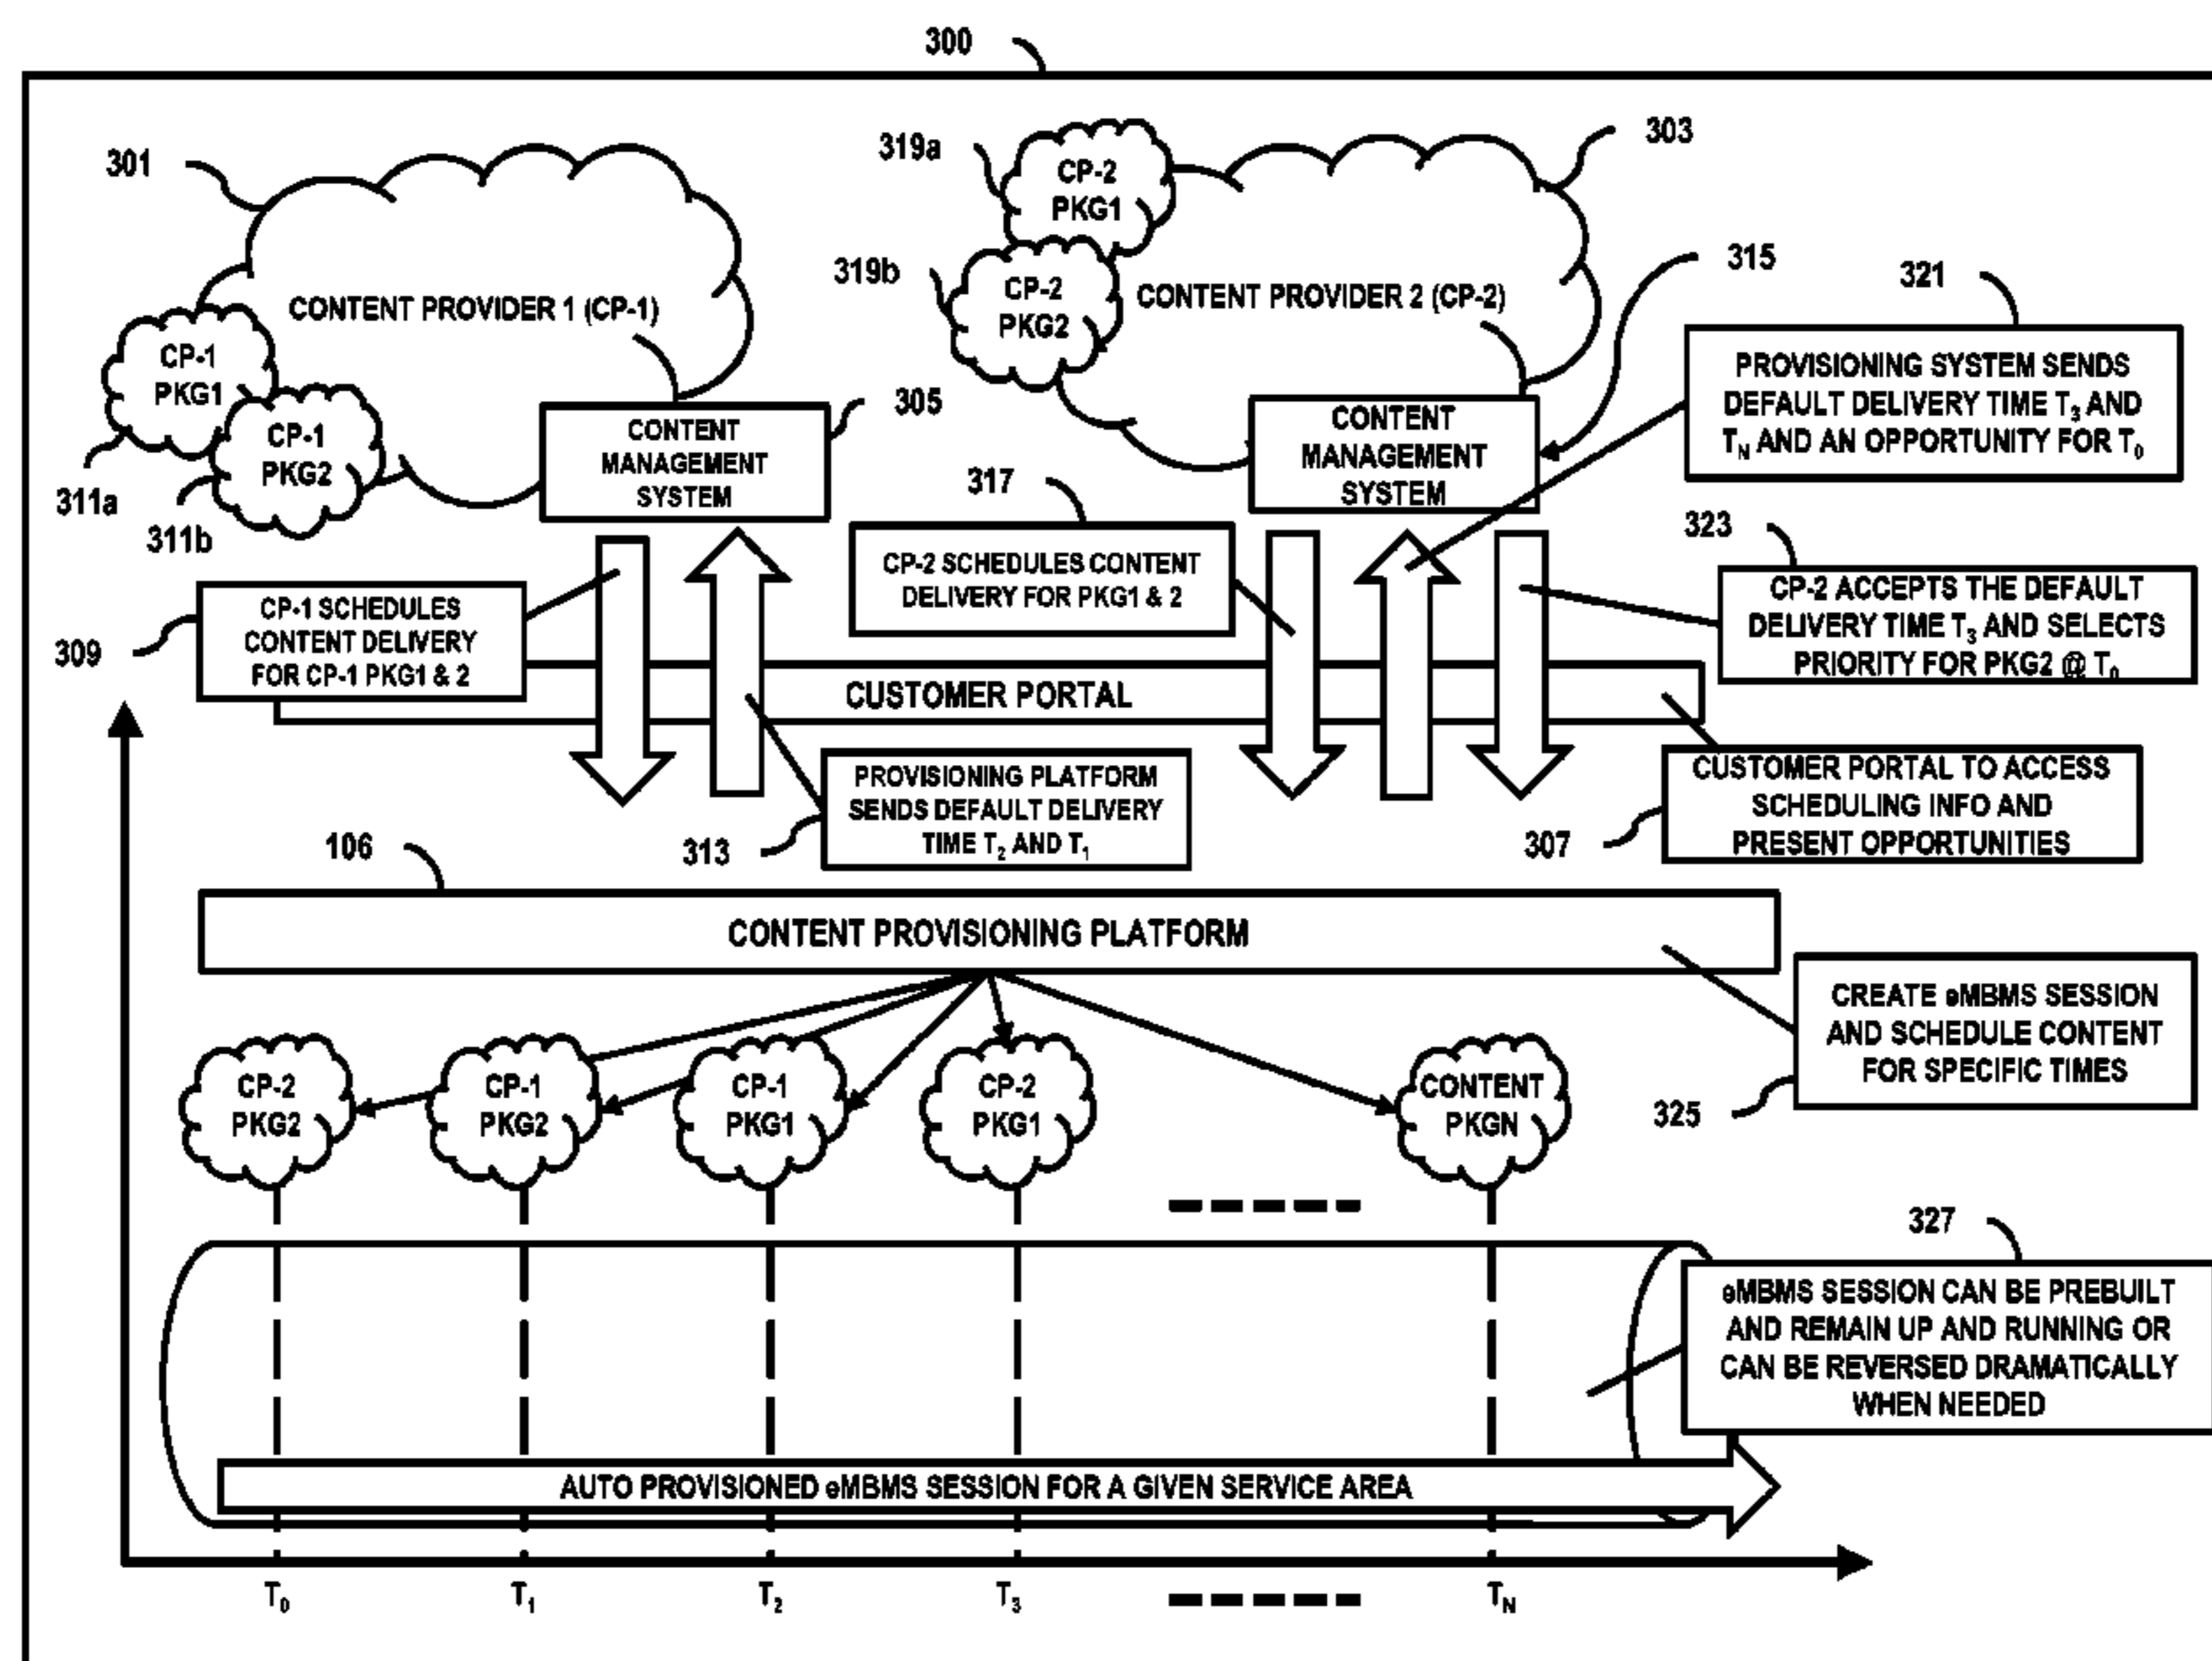 300
301
319a
303
CP-2
PKG1
319b
315
321
CP-2
PKG2
CONTENT PROVIDER 1 (CP-1)
CONTENT PROVIDER 2 (CP-2)
CP-1
PKG1
CP-1
PKG2
311a
311b
CONTENT
MANAGEMENT
SYSTEM
305
CONTENT
MANAGEMENT
SYSTEM
PROVISIONING SYSTEM SENDS
DEFAULT DELIVERY TIME T3 AND
TN AND AN OPPORTUNITY FOR T0
317
323
CP-2 SCHEDULES CONTENT
DELIVERY FOR PKG1 & 2
CP-2 ACCEPTS THE DEFAULT
DELIVERY TIME T3 AND SELECTS
PRIORITY FOR PKG2 @ T0
309
CP-1 SCHEDULES
CONTENT DELIVERY
FOR CP-1 PKG1 & 2
CUSTOMER PORTAL
PROVISIONING PLATFORM
SENDS DEFAULT DELIVERY
TIME T2 AND T1
313
CUSTOMER PORTAL TO ACCESS
SCHEDULING INFO AND
PRESENT OPPORTUNITIES
307
106
CONTENT PROVISIONING PLATFORM
CREATE eMBMS SESSION
AND SCHEDULE CONTENT
FOR SPECIFIC TIMES
325
CP-2
PKG2
CP-1
PKG2
CP-1
PKG1
CP-2
PKG1
CONTENT
PKGN
327
eMBMS SESSION CAN BE PREBUILT
AND REMAIN UP AND RUNNING OR
CAN BE REVERSED DRAMATICALLY
WHEN NEEDED
AUTO PROVISIONED eMBMS SESSION FOR A GIVEN SERVICE AREA
T0
T1
T2
T3
TN